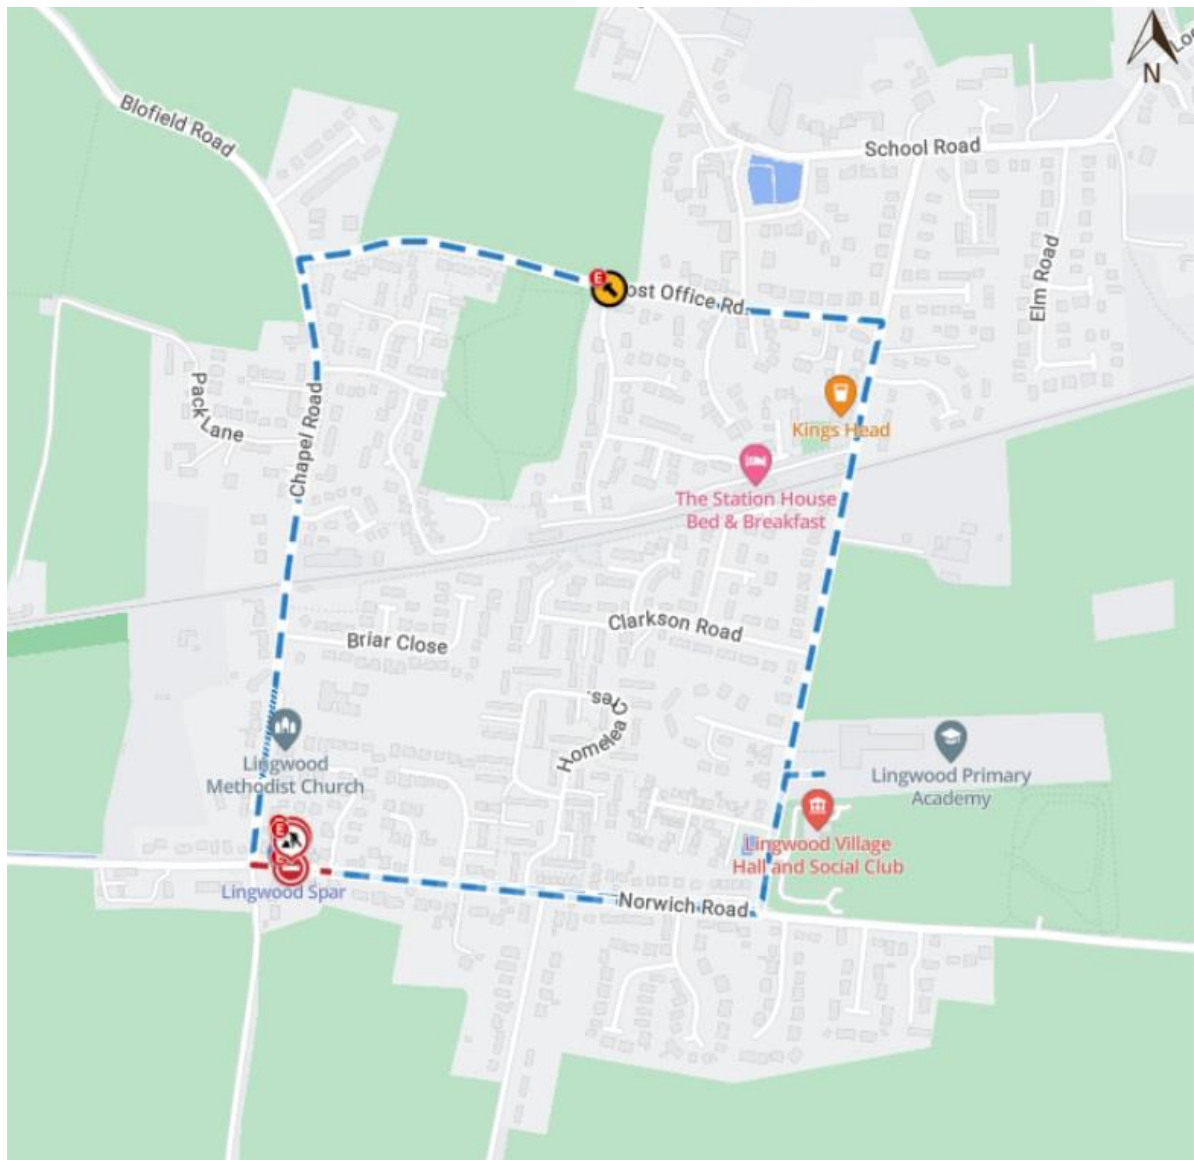 N
Blofield Road
School Road
Elm Road
E
ost Office Rd.
Pack Lane
Chapel Road
Kings Head
The Station House
Bed & Breakfast
Briar Close
Clarkson Road
Homelea Cres.
Lingwood
Methodist Church
Lingwood Primary
Academy
Lingwood Village
Hall and Social Club
E
Lingwood Spar
Norwich Road